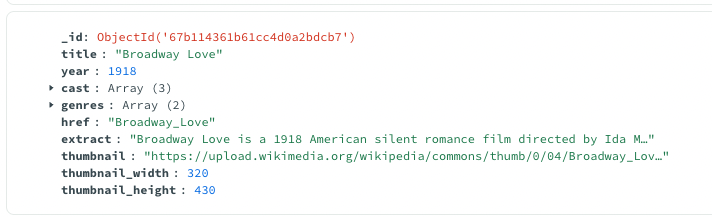 _id: ObjectId('67b114361b61cc4d0a2bdcb7')
title : "Broadway Love"
year : 1918
cast : Array (3)
genres : Array (2)
href : "Broadway_Love"
extract : "Broadway Love is a 1918 American silent romance film directed by Ida M…"
thumbnail : "https://upload.wikimedia.org/wikipedia/commons/thumb/0/04/Broadway_Lov…"
thumbnail_width : 320
thumbnail_height : 430